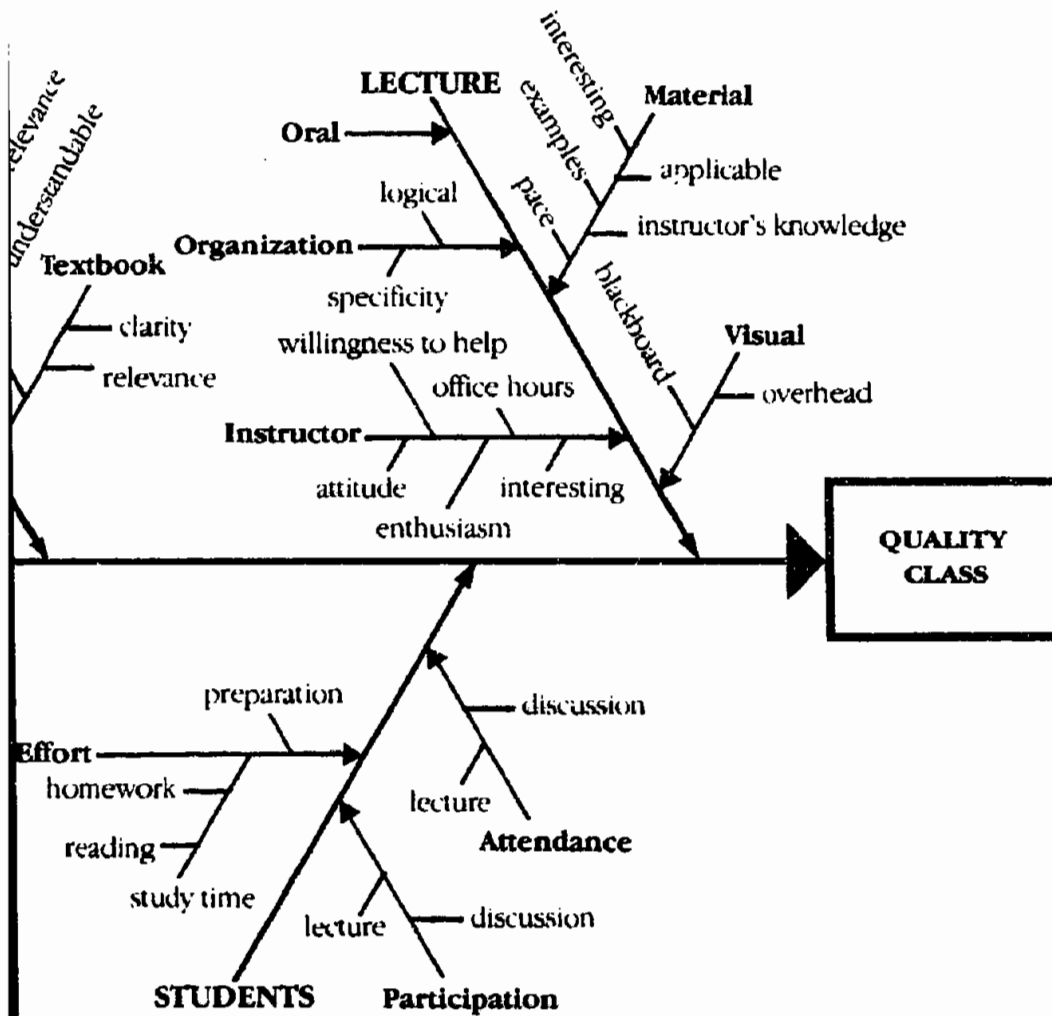 interesting
LECTURE
Material
examples
Oral
understandable
applicable
logical
pace
instructor's knowledge
Organization
Textbook
specificity
blackboard
clarity
willingness to help
Visual
relevance
office hours
overhead
Instructor
attitude
interesting
enthusiasm
QUALITY
CLASS
preparation
discussion
Effort
homework
lecture
reading
Attendance
study time
lecture
discussion
STUDENTS
Participation